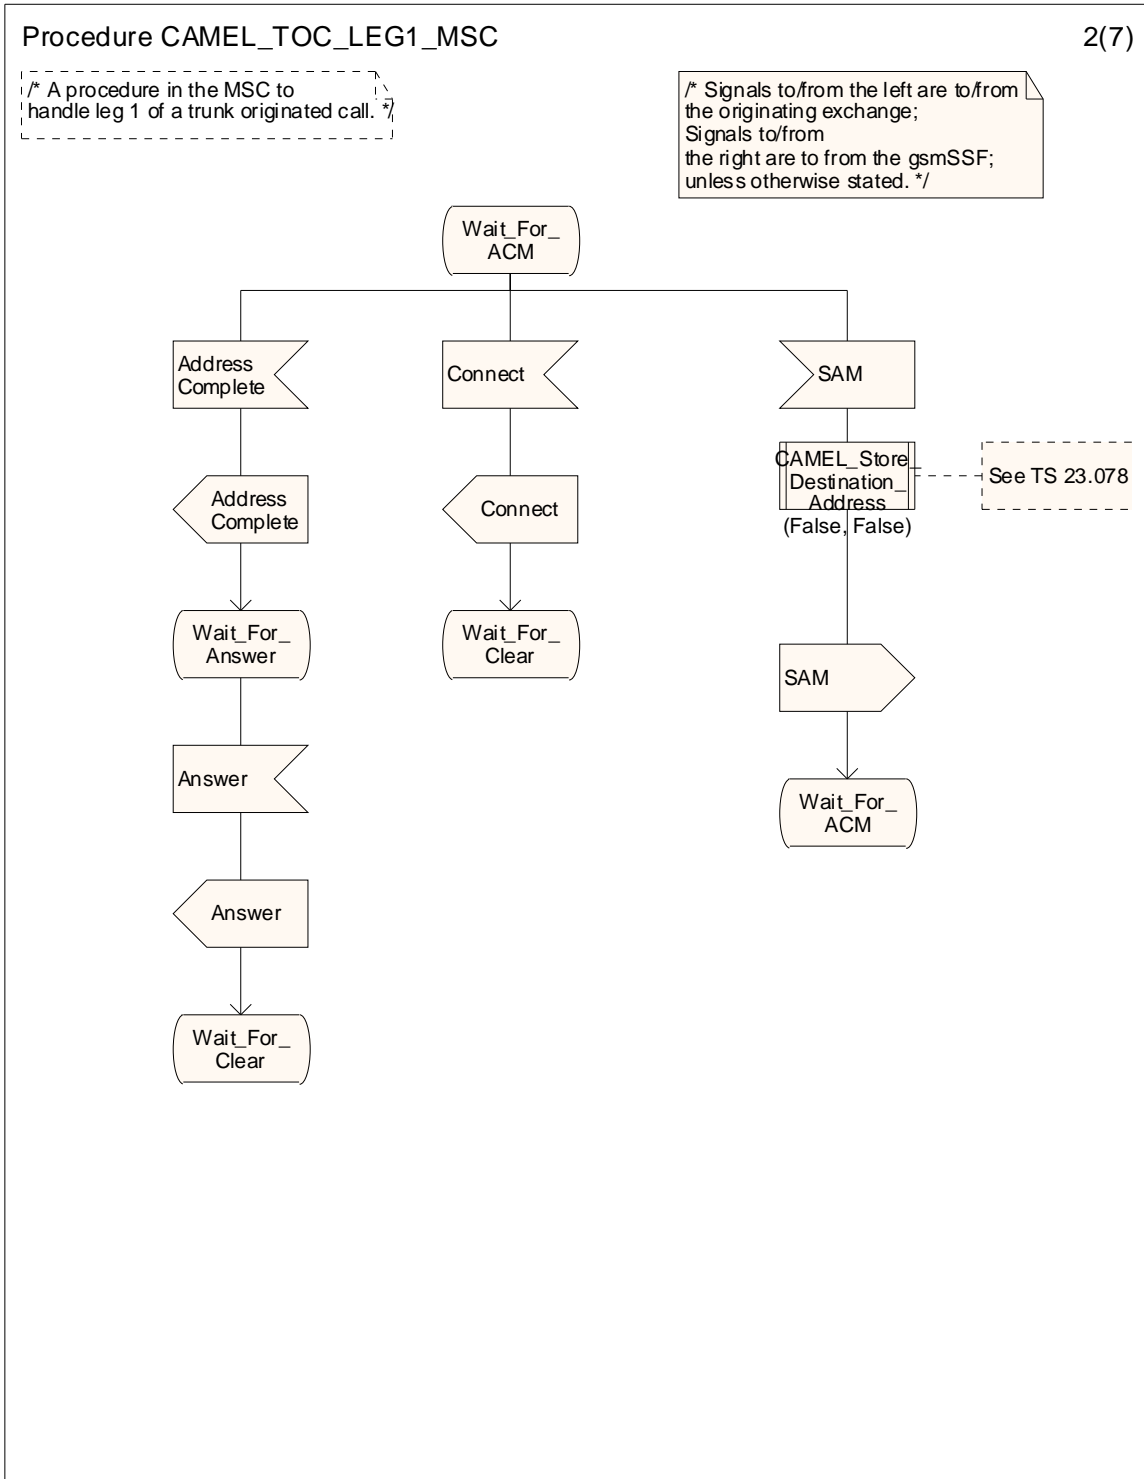 Procedure CAMEL_TOC_LEG1_MSC
2(7)
/* A procedure in the MSC to
handle leg 1 of a trunk originated call. */
/* Signals to/from the left are to/from
the originating exchange;
Signals to/from
the right are to from the gsmSSF;
unless otherwise stated. */
Wait_For_
ACM
Address
Complete
Connect
SAM
CAMEL_Store_
Destination_
Address
(False, False)
See TS 23.078
Address
Complete
Connect
Wait_For_
Answer
Wait_For_
Clear
SAM
Answer
Wait_For_
ACM
Answer
Wait_For_
Clear